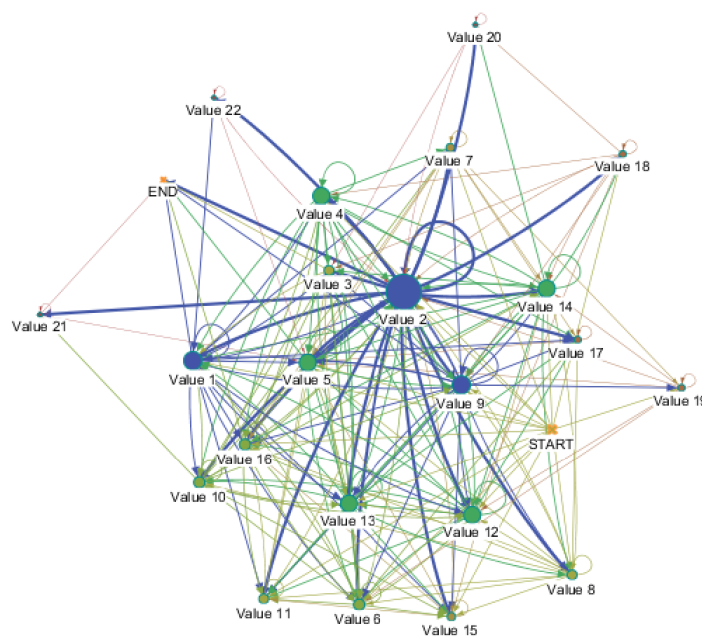 Value 20
Value 22
Value 7
Value 18
END
Value 4
Value 3
Value 14
Value 2
Value 21
Value 17
Value 1
Value 5
Value 9
Value 19
START
Value 16
Value 10
Value 13
Value 12
Value 8
Value 11
Value 6
Value 15